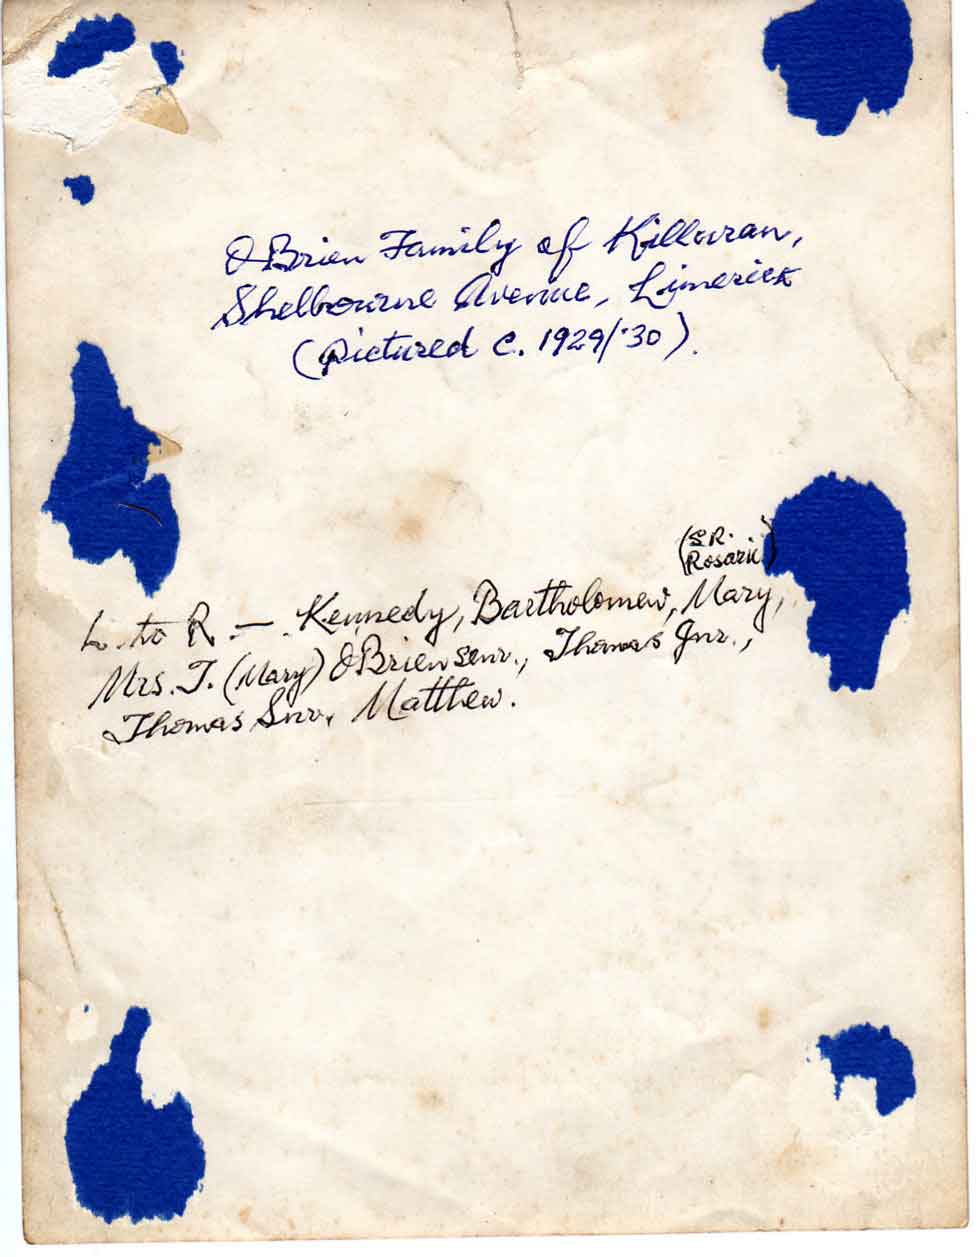 O'Brien Family of Killuran,
Shelbourne Avenue, Limerick
(Pictured c. 1929/'30).
(SR.
Rosarii)
L. to R. — Kennedy, Bartholomew, Mary,
Mrs. T. (Mary) O'Brien Senr., Thomas Jnr.,
Thomas Snr, Matthew.